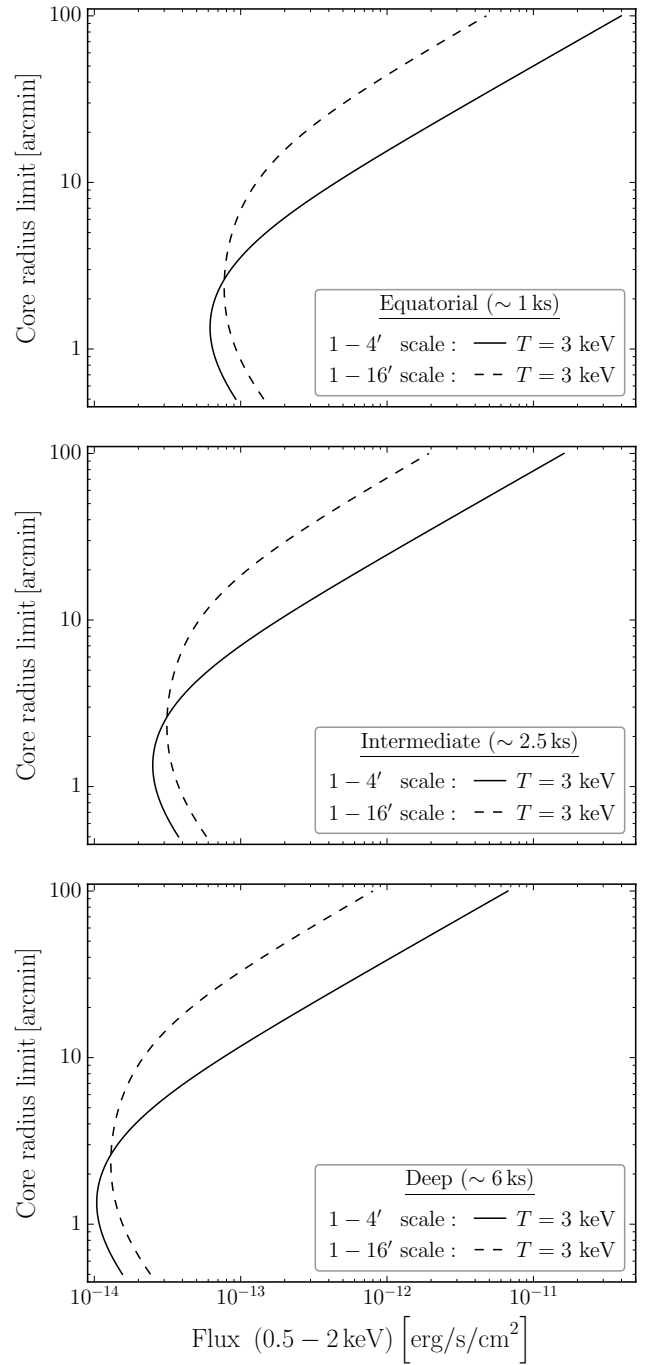 100
10
1
Core radius limit [arcmin]
Equatorial (∼ 1 ks)
1 − 4′ scale : T = 3 keV
1 − 16′ scale : T = 3 keV
100
10
1
Core radius limit [arcmin]
Intermediate (∼ 2.5 ks)
1 − 4′ scale : T = 3 keV
1 − 16′ scale : T = 3 keV
100
10
1
Core radius limit [arcmin]
Deep (∼ 6 ks)
1 − 4′ scale : T = 3 keV
1 − 16′ scale : T = 3 keV
10⁻¹⁴ 10⁻¹³ 10⁻¹² 10⁻¹¹
Flux (0.5 − 2 keV) [erg/s/cm²]